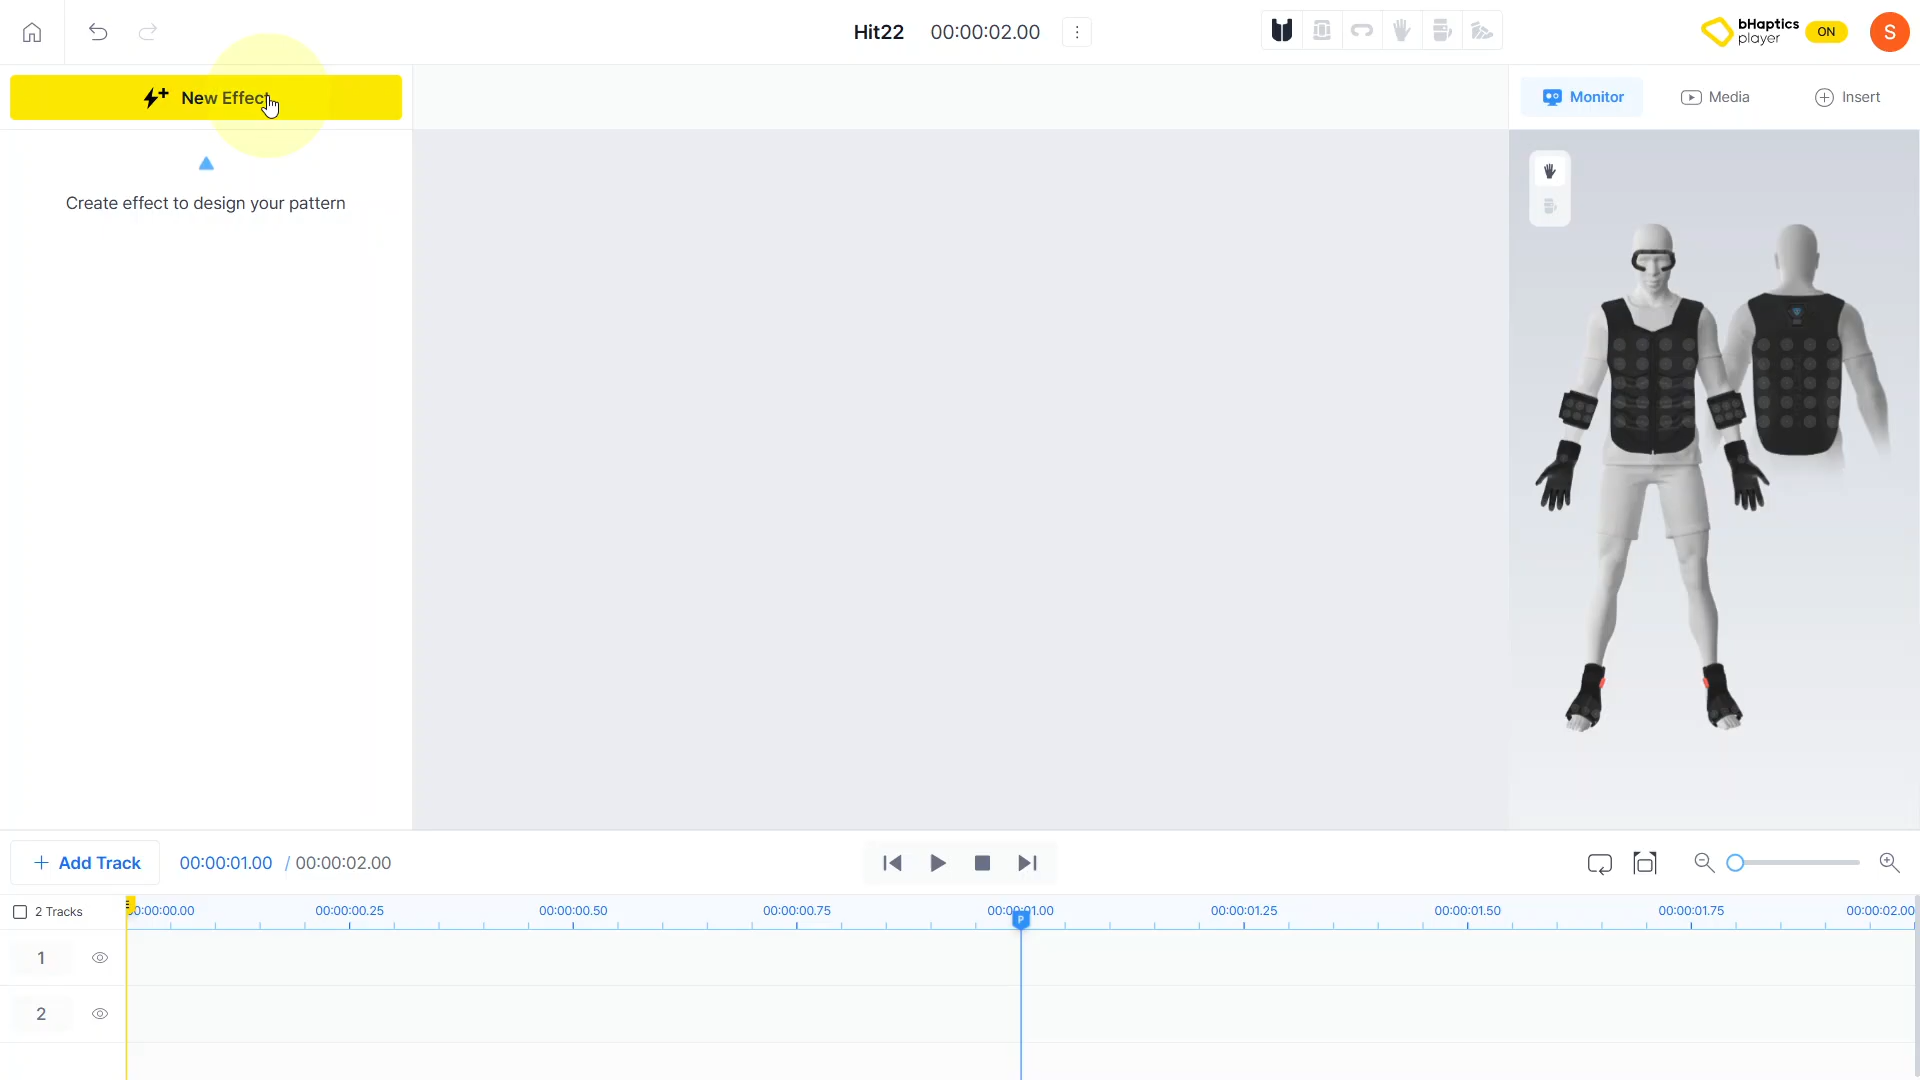 Hit22 00:00:02.00
bHaptics
player
ON
S
New Effect
Monitor
Media
Insert
Create effect to design your pattern
Add Track
00:00:01.00 / 00:00:02.00
2 Tracks
00:00:00.25
00:00:00.50
00:00:00.75
00:00:01.00
00:00:01.25
00:00:01.50
00:00:01.75
00:00:02.00
P
1
2